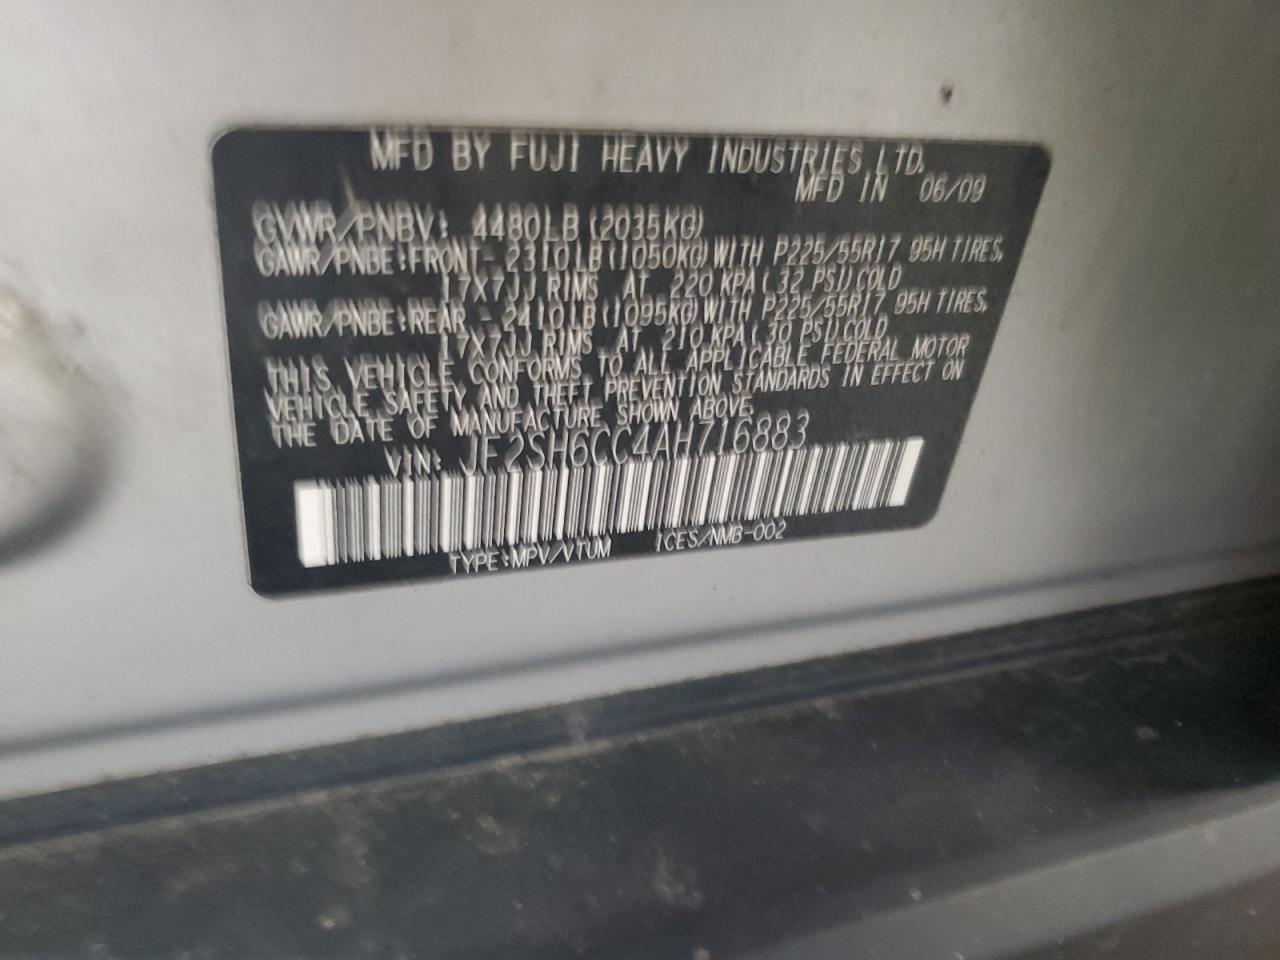 MFD BY FUJI HEAVY INDUSTRIES LTD.
MFD IN 06/09
GVWR/PNBV: 4480LB (2035KG)
GAWR/PNBE:FRONT- 2310LB(1050KG)WITH P225/55R17 95H TIRES,
17X7JJ RIMS AT 220 KPA( 32 PSI)COLD
GAWR/PNBE:REAR - 2410LB(1095KG)WITH P225/55R17 95H TIRES,
17X7JJ RIMS AT 210 KPA( 30 PSI)COLD
THIS VEHICLE CONFORMS TO ALL APPLICABLE FEDERAL MOTOR
VEHICLE SAFETY AND THEFT PREVENTION STANDARDS IN EFFECT ON
THE DATE OF MANUFACTURE SHOWN ABOVE.
VIN: JF2SH6CC4AH716883
TYPE:MPV/VTUM ICES/NMB-002